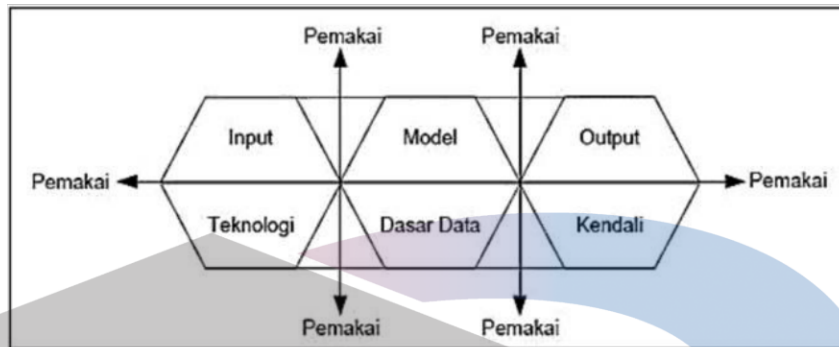 Pemakai Pemakai
Input Model Output
Pemakai Pemakai
Teknologi Dasar Data Kendali
Pemakai Pemakai